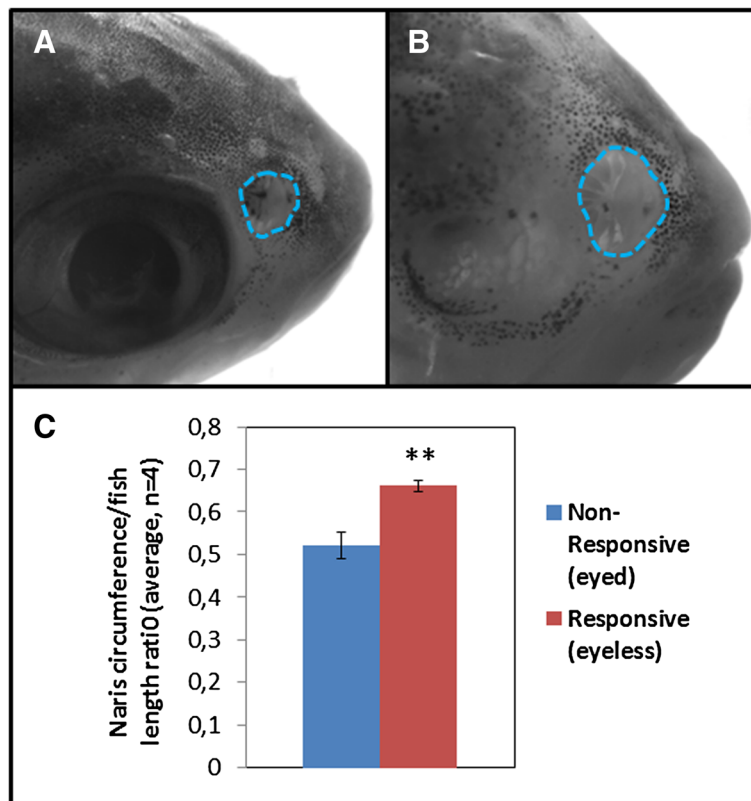 A
B
C
Naris circumference/fish
length rati0 (average, n=4)
0,8
0,7
0,6
0,5
0,4
0,3
0,2
0,1
0
**
Non-
Responsive
(eyed)
Responsive
(eyeless)